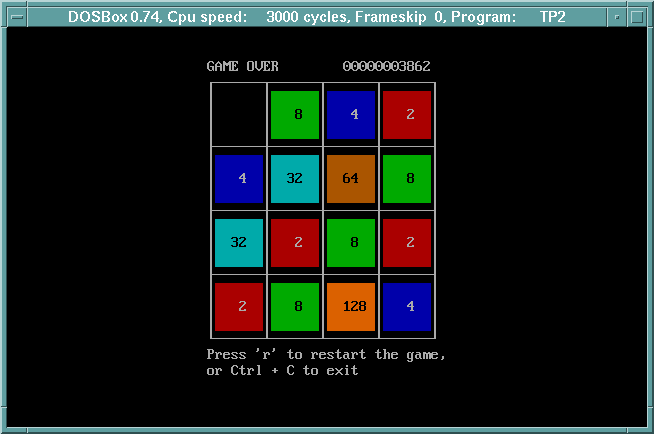 DOSBox 0.74, Cpu speed: 3000 cycles, Frameskip 0, Program: TP2
GAME OVER 00000003862
8 4 2
4 32 64 8
32 2 8 2
2 8 128 4
Press 'r' to restart the game,
or Ctrl + C to exit